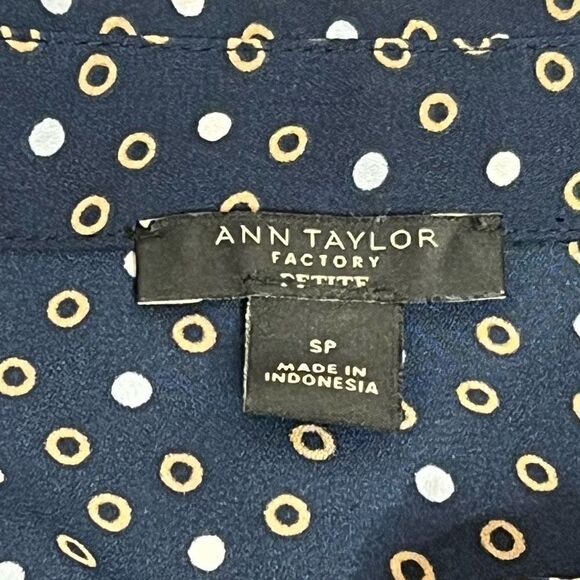 ANN TAYLOR
FACTORY
PETITE
SP
MADE IN
INDONESIA